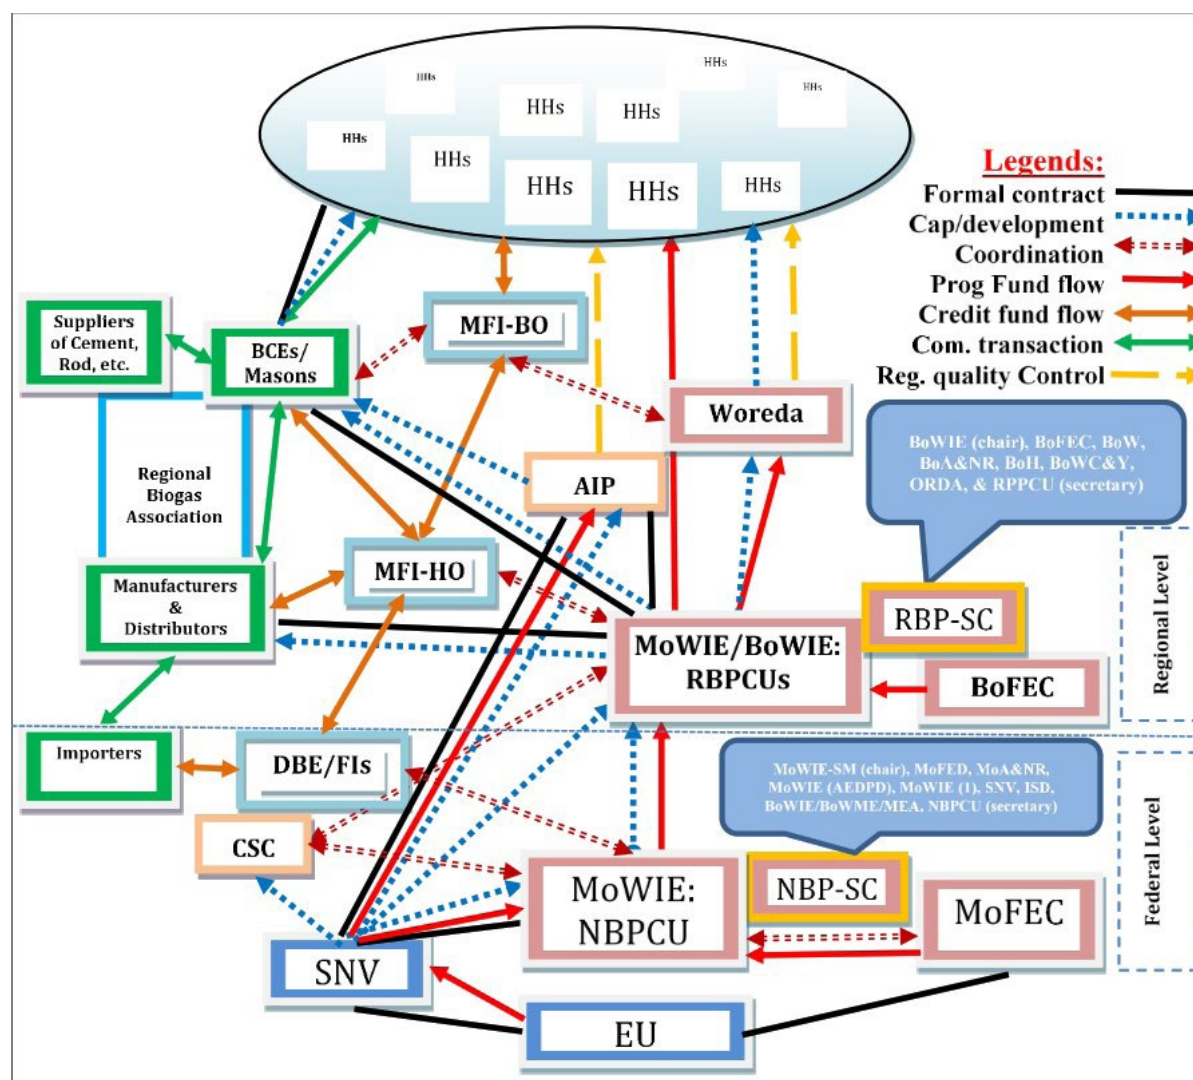 HHs
HHs
HHs
HHs
HHs
HHs
HHs
HHs
HHs
HHs
HHs
Legends:
Formal contract
Cap/development
Coordination
Prog Fund flow
Credit fund flow
Com. transaction
Reg. quality Control
Suppliers
of Cement,
Rod, etc.
BCEs/
Masons
MFI-BO
Woreda
BoWIE (chair), BoFEC, BoW,
BoA&NR, BoH, BoWC&Y,
ORDA, & RPPCU (secretary)
Regional
Biogas
Association
AIP
MFI-HO
Manufacturers
&
Distributors
MoWIE/BoWIE:
RBPCUs
RBP-SC
BoFEC
Regional Level
Importers
DBE/FIs
MoWIE-SM (chair), MoFED, MoA&NR,
MoWIE (AEDPD), MoWIE (1), SNV, ISD,
BoWIE/BoWME/MEA, NBPCU (secretary)
CSC
MoWIE:
NBPCU
NBP-SC
MoFEC
Federal Level
SNV
EU